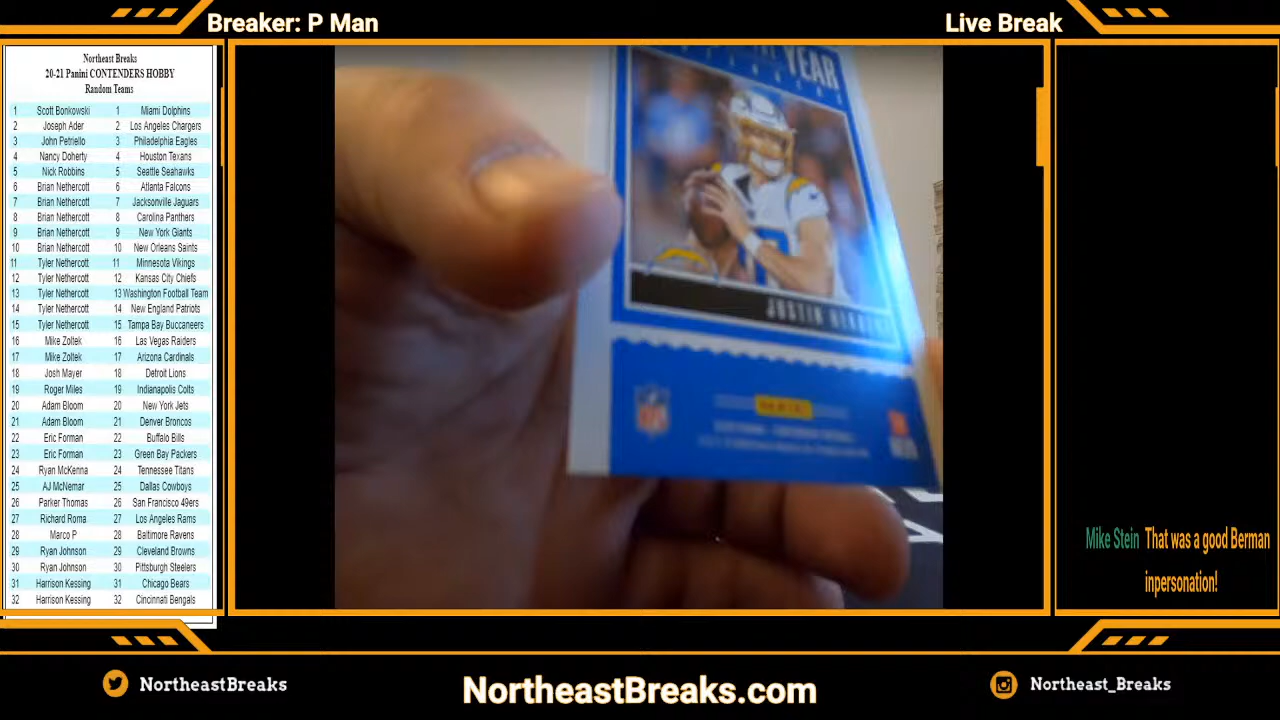 Breaker: P Man
Live Break
Northeast Breaks
20-21 Panini CONTENDERS HOBBY
Random Teams
1 Scott Bonkowski 1 Miami Dolphins
2 Joseph Ader 2 Los Angeles Chargers
3 John Petriello 3 Philadelphia Eagles
4 Nancy Doherty 4 Houston Texans
5 Nick Robbins 5 Seattle Seahawks
6 Brian Nethercott 6 Atlanta Falcons
7 Brian Nethercott 7 Jacksonville Jaguars
8 Brian Nethercott 8 Carolina Panthers
9 Brian Nethercott 9 New York Giants
10 Brian Nethercott 10 New Orleans Saints
11 Tyler Nethercott 11 Minnesota Vikings
12 Tyler Nethercott 12 Kansas City Chiefs
13 Tyler Nethercott 13 Washington Football Team
14 Tyler Nethercott 14 New England Patriots
15 Tyler Nethercott 15 Tampa Bay Buccaneers
16 Mike Zoltek 16 Las Vegas Raiders
17 Mike Zoltek 17 Arizona Cardinals
18 Josh Mayer 18 Detroit Lions
19 Roger Miles 19 Indianapolis Colts
20 Adam Bloom 20 New York Jets
21 Adam Bloom 21 Denver Broncos
22 Eric Forman 22 Buffalo Bills
23 Eric Forman 23 Green Bay Packers
24 Ryan McKenna 24 Tennessee Titans
25 AJ McNemar 25 Dallas Cowboys
26 Parker Thomas 26 San Francisco 49ers
27 Richard Roma 27 Los Angeles Rams
28 Marco P 28 Baltimore Ravens
29 Ryan Johnson 29 Cleveland Browns
30 Ryan Johnson 30 Pittsburgh Steelers
31 Harrison Kessing 31 Chicago Bears
32 Harrison Kessing 32 Cincinnati Bengals
YEAR
JUSTIN
NFL
PANINI
Mike Stein That was a good Berman
inpersonation!
NortheastBreaks
NortheastBreaks.com
Northeast_Breaks